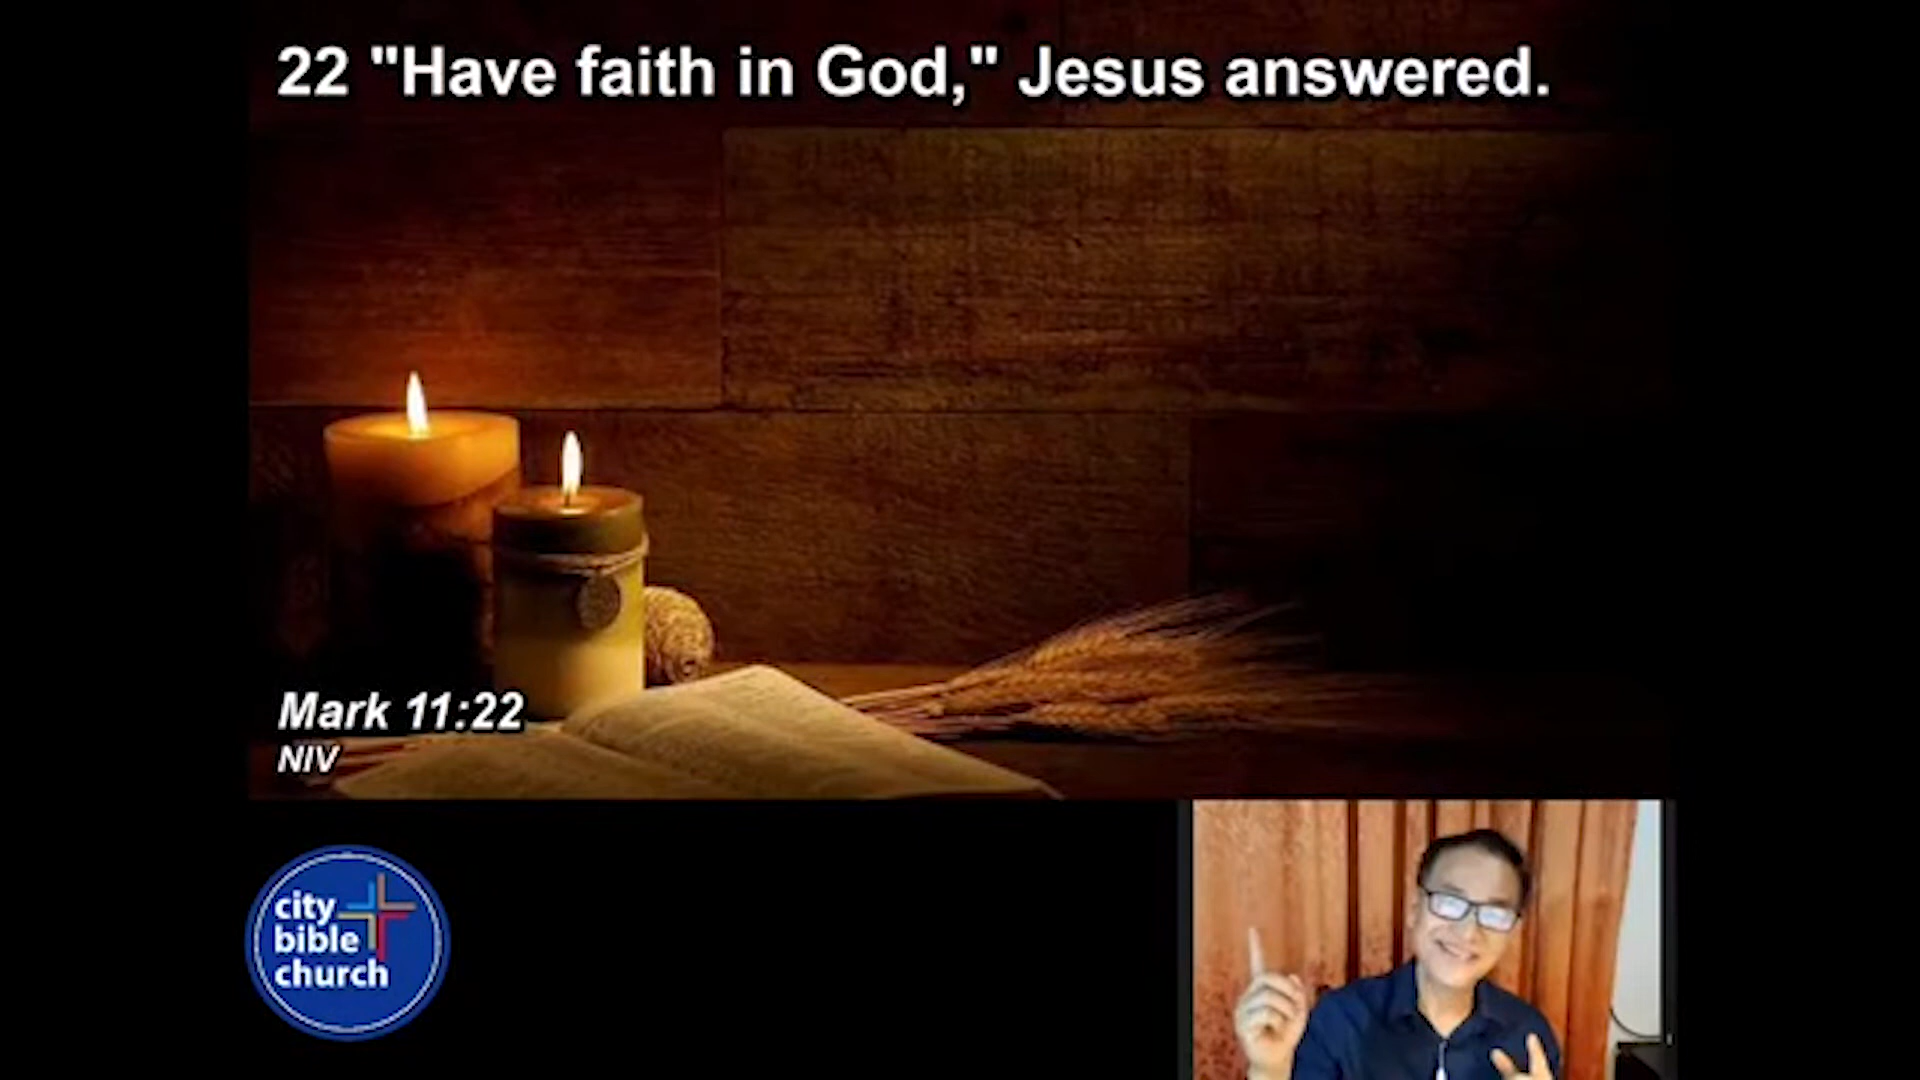 22 "Have faith in God," Jesus answered.
Mark 11:22
NIV
city
bible
church